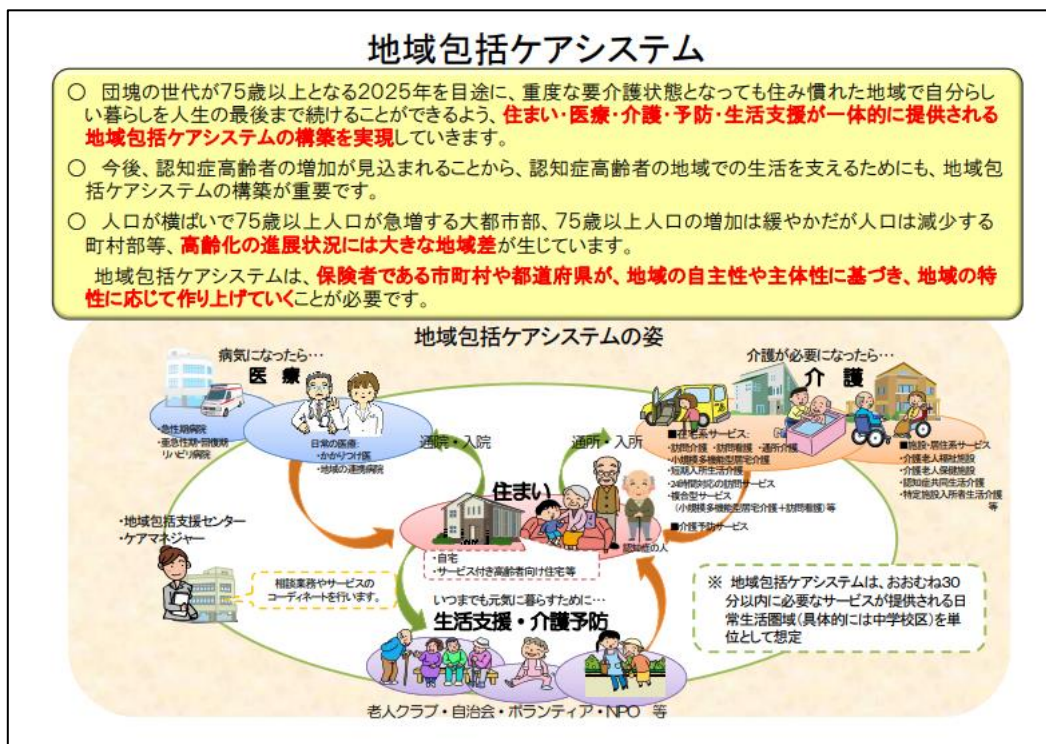 地域包括ケアシステム
○ 団塊の世代が75歳以上となる2025年を目途に、重度な要介護状態となっても住み慣れた地域で自分らし
い暮らしを人生の最後まで続けることができるよう、住まい・医療・介護・予防・生活支援が一体的に提供される
地域包括ケアシステムの構築を実現していきます。
○ 今後、認知症高齢者の増加が見込まれることから、認知症高齢者の地域での生活を支えるためにも、地域包
括ケアシステムの構築が重要です。
○ 人口が横ばいで75歳以上人口が急増する大都市部、75歳以上人口の増加は緩やかだが人口は減少する
町村部等、高齢化の進展状況には大きな地域差が生じています。
地域包括ケアシステムは、保険者である市町村や都道府県が、地域の自主性や主体性に基づき、地域の特
性に応じて作り上げていくことが必要です。
地域包括ケアシステムの姿
病気になったら…
医 療
・急性期病院
・亜急性期・回復期
リハビリ病院
日常の医療:
・かかりつけ医
・地域の連携病院
通院・入院
介護が必要になったら…
介 護
通所・入所
■在宅系サービス:
・訪問介護 ・訪問看護 ・通所介護
・小規模多機能型居宅介護
・短期入所生活介護
・24時間対応の訪問サービス
・複合型サービス
(小規模多機能型居宅介護+訪問看護)等
■介護予防サービス
■施設・居住系サービス
・介護老人福祉施設
・介護老人保健施設
・認知症共同生活介護
・特定施設入所者生活介護
等
住まい
・自宅
・サービス付き高齢者向け住宅等
認知症の人
・地域包括支援センター
・ケアマネジャー
相談業務やサービスの
コーディネートを行います。
いつまでも元気に暮らすために…
生活支援・介護予防
老人クラブ・自治会・ボランティア・NPO 等
※ 地域包括ケアシステムは、おおむね30
分以内に必要なサービスが提供される日
常生活圏域(具体的には中学校区)を単
位として想定